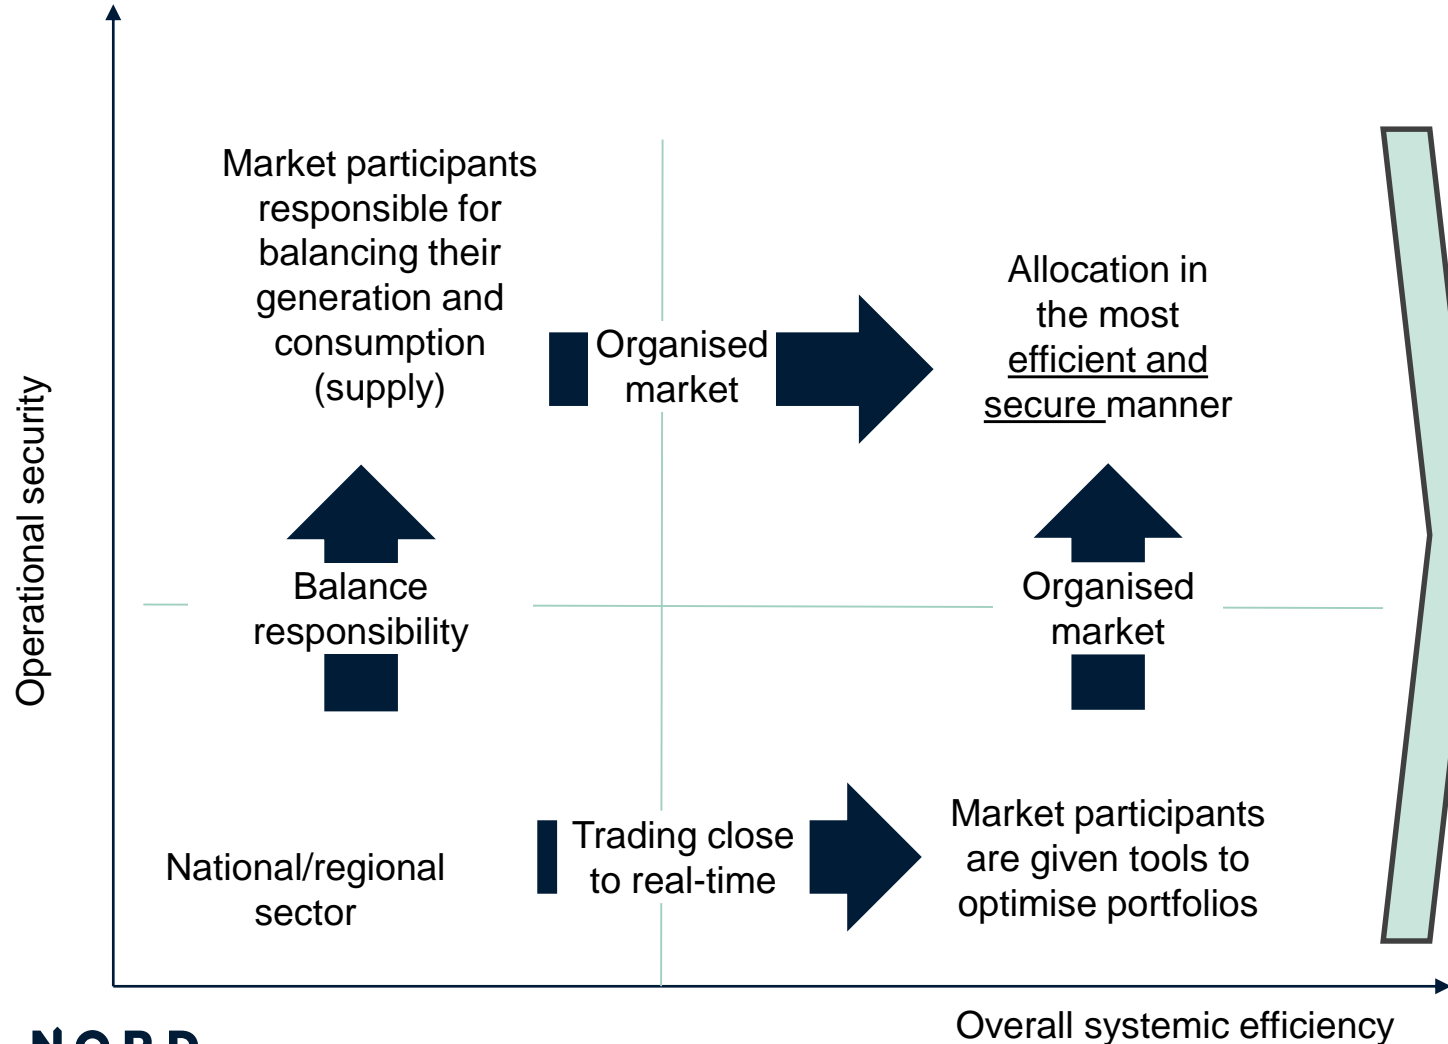 Market participants
responsible for
balancing their
generation and
consumption
(supply)
Organised
market
Allocation in
the most
efficient and
secure manner
Operational security
Balance
responsibility
Organised
market
National/regional
sector
Trading close
to real-time
Market participants
are given tools to
optimise portfolios
Overall systemic efficiency
NORD